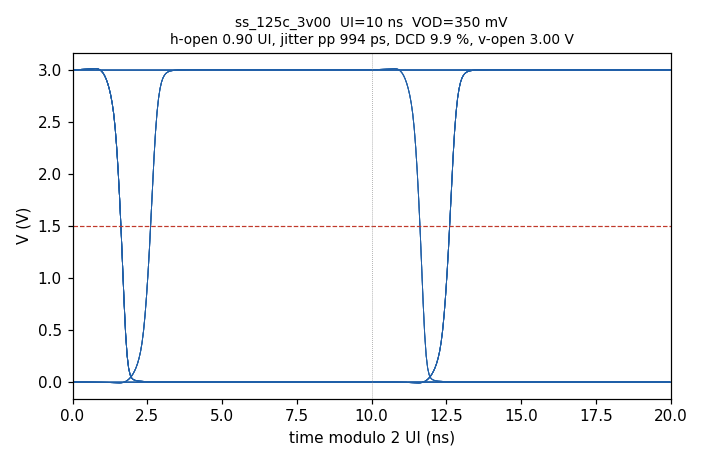 ss_125c_3v00  UI=10 ns  VOD=350 mV
h-open 0.90 UI, jitter pp 994 ps, DCD 9.9 %, v-open 3.00 V
V (V)
3.0
2.5
2.0
1.5
1.0
0.5
0.0
0.0 2.5 5.0 7.5 10.0 12.5 15.0 17.5 20.0
time modulo 2 UI (ns)